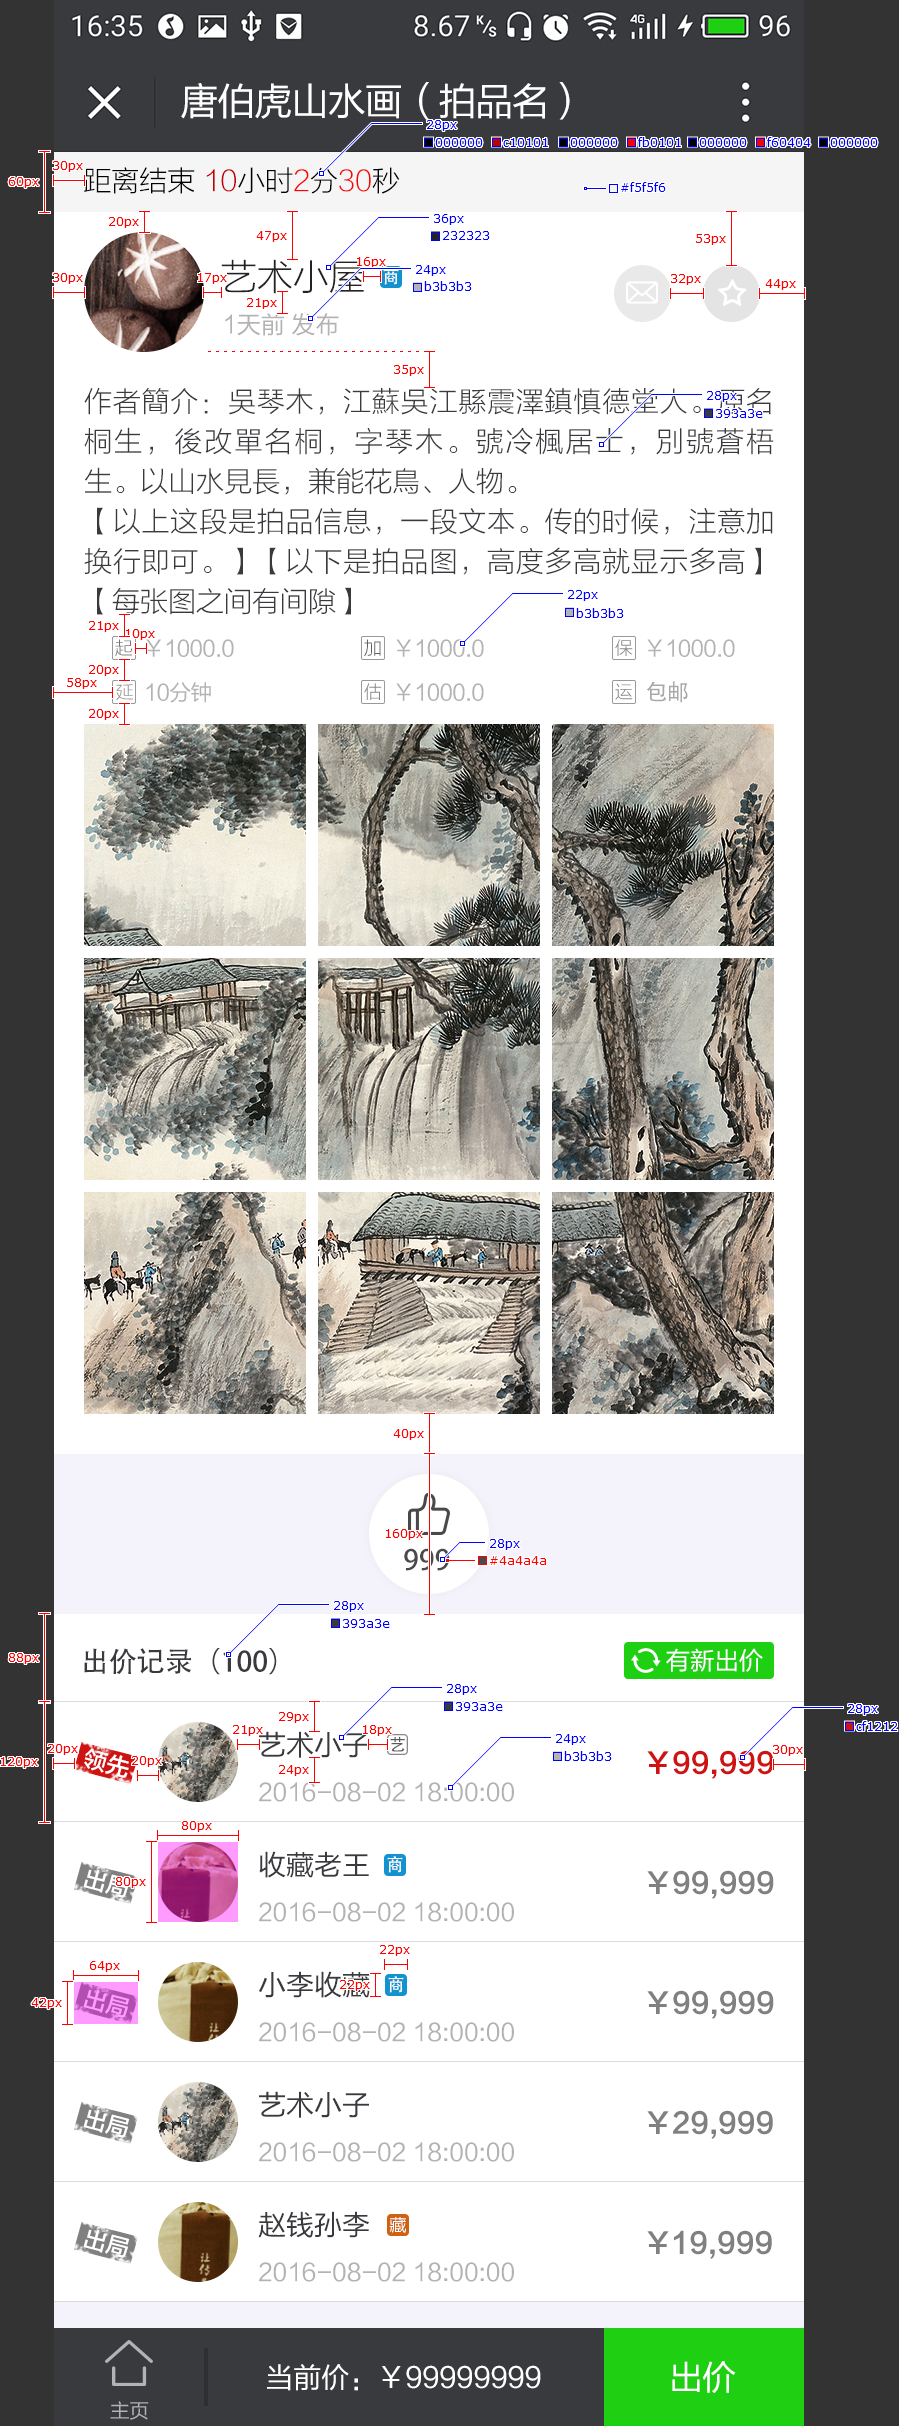 16:35 8.67 K/s 4G 96
唐伯虎山水画（拍品名）
28px
000000 c10101 000000 fb0101 000000 f60404 000000
30px
60px
距离结束 10小时2分30秒
#f5f5f6
20px
47px
36px
232323
53px
30px
17px
艺术小屋
16px
商
24px
b3b3b3
32px
44px
21px
1天前 发布
35px
作者簡介：吳琴木，江蘇吳江縣震澤鎮慎德堂人。原名
28px
393a3e
桐生，後改單名桐，字琴木。號冷楓居士，別號蒼梧
生。以山水見長，兼能花鳥、人物。
【以上这段是拍品信息，一段文本。传的时候，注意加
换行即可。】【以下是拍品图，高度多高就显示多高】
【每张图之间有间隙】
22px
b3b3b3
21px
10px
起 ￥1000.0 加 ￥1000.0 保 ￥1000.0
20px
58px
延 10分钟 估 ￥1000.0 运 包邮
20px
40px
160px
999
28px
#4a4a4a
28px
393a3e
88px
出价记录（100） 有新出价
28px
393a3e
29px
21px
18px
28px
cf1212
120px
20px
领先
20px
艺术小子 艺
24px
b3b3b3
￥99,999
30px
24px
2016-08-02 18:00:00
80px
80px
出局
收藏老王 商
￥99,999
2016-08-02 18:00:00
64px
22px
42px
出局
小李收藏 商
22px
￥99,999
2016-08-02 18:00:00
出局
艺术小子
￥29,999
2016-08-02 18:00:00
出局
赵钱孙李 藏
￥19,999
2016-08-02 18:00:00
主页
当前价：￥99999999
出价